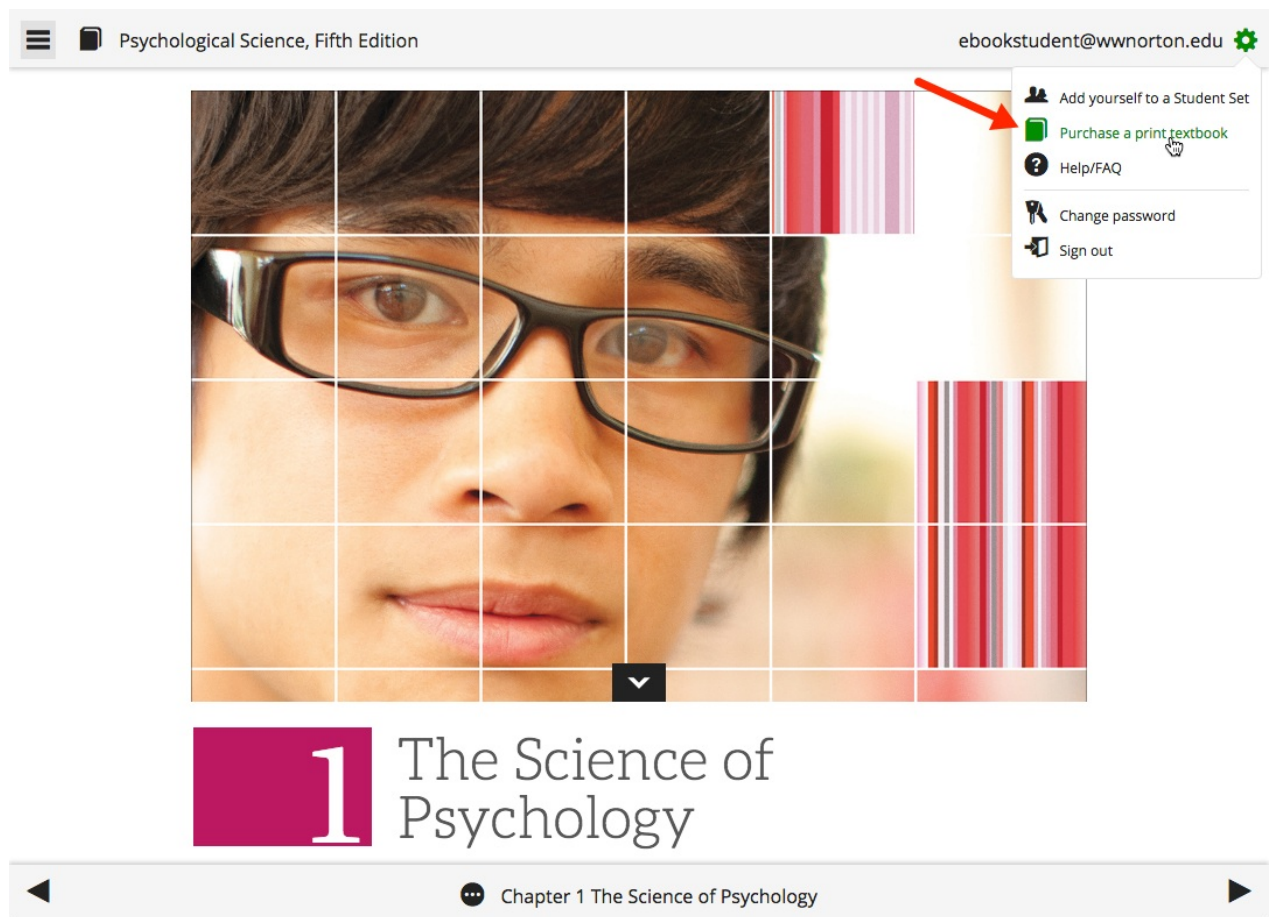 Psychological Science, Fifth Edition
ebookstudent@wwnorton.edu
Add yourself to a Student Set
Purchase a print textbook
Help/FAQ
Change password
Sign out
1
The Science of
Psychology
Chapter 1 The Science of Psychology